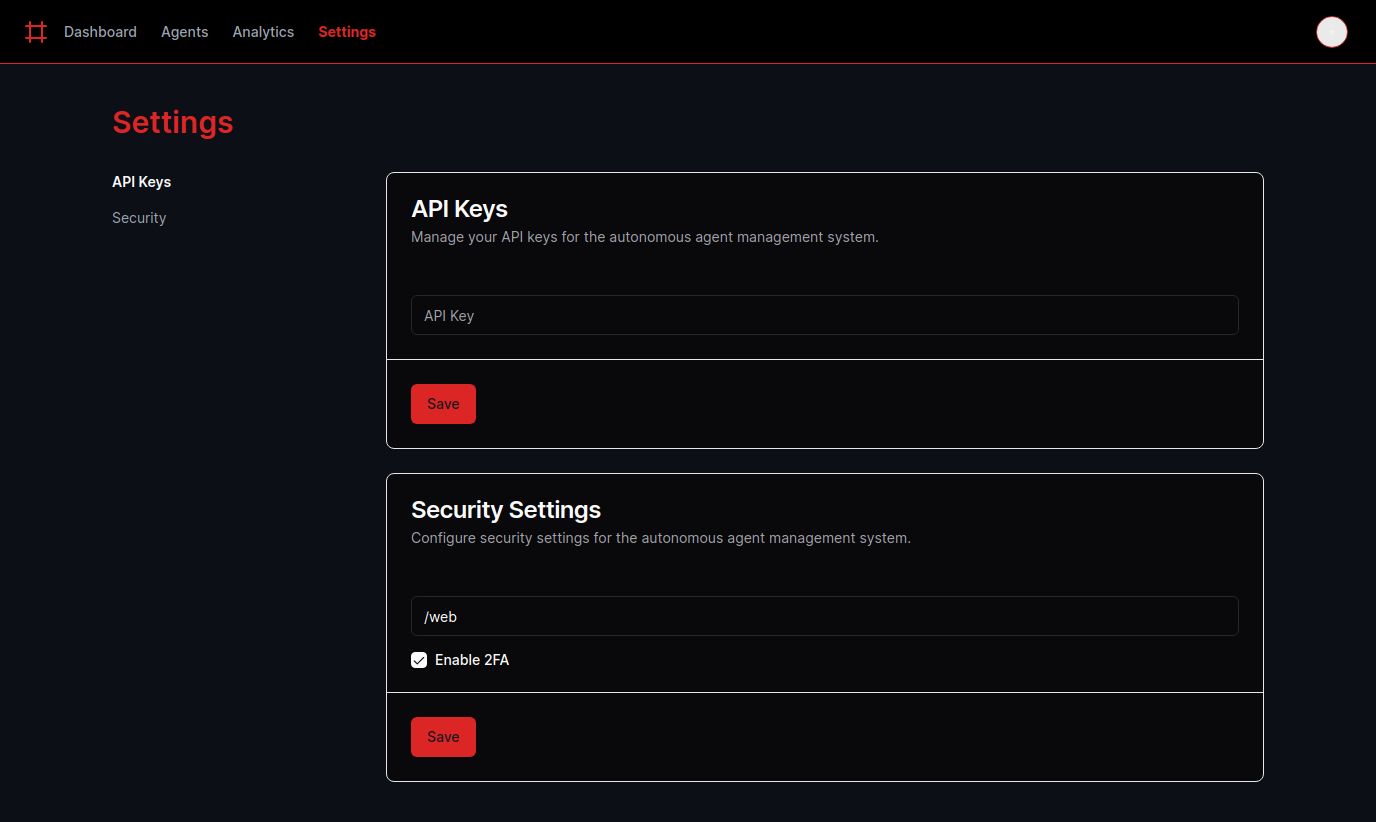 Dashboard Agents Analytics Settings
Settings
API Keys
Security
API Keys
Manage your API keys for the autonomous agent management system.
API Key
Save
Security Settings
Configure security settings for the autonomous agent management system.
/web
Enable 2FA
Save